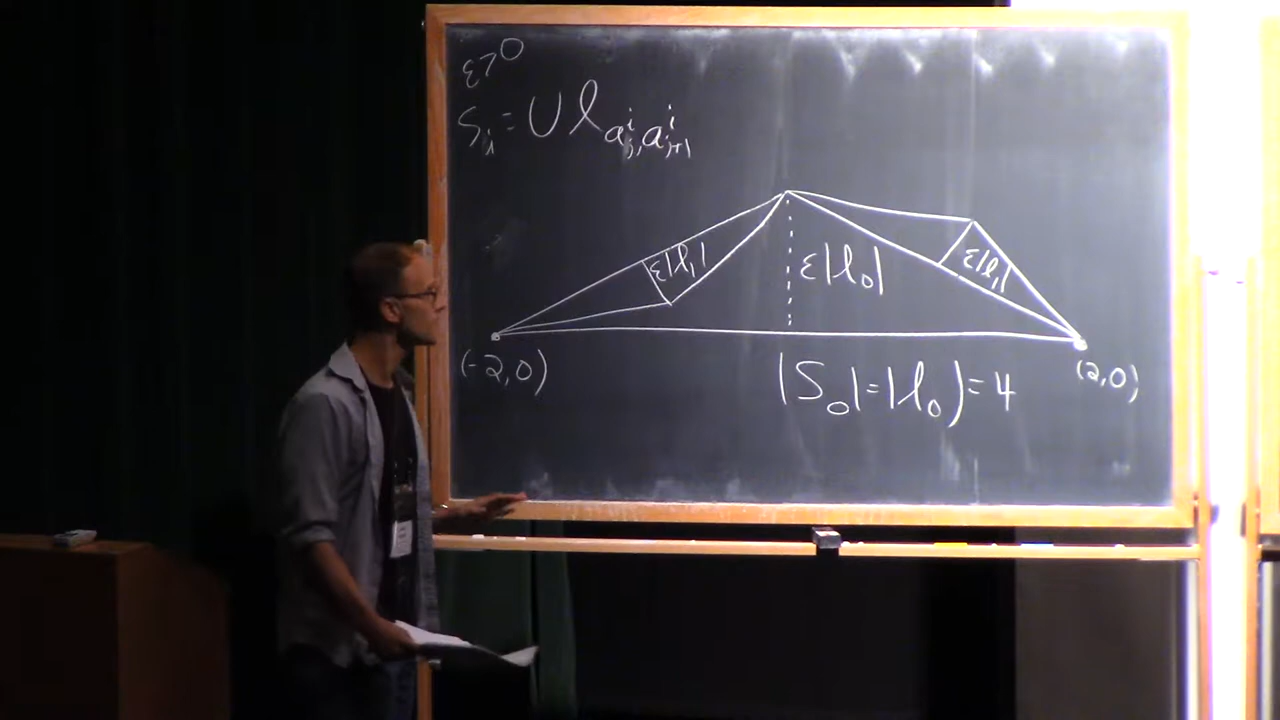 ε>0
S_i = ∪ ℓ_{a^i_j, a^i_{j+1}}
ε|ℓ_1|
ε|ℓ_0|
ε|ℓ_1|
(-2,0)
(2,0)
|S_0|=|ℓ_0|=4